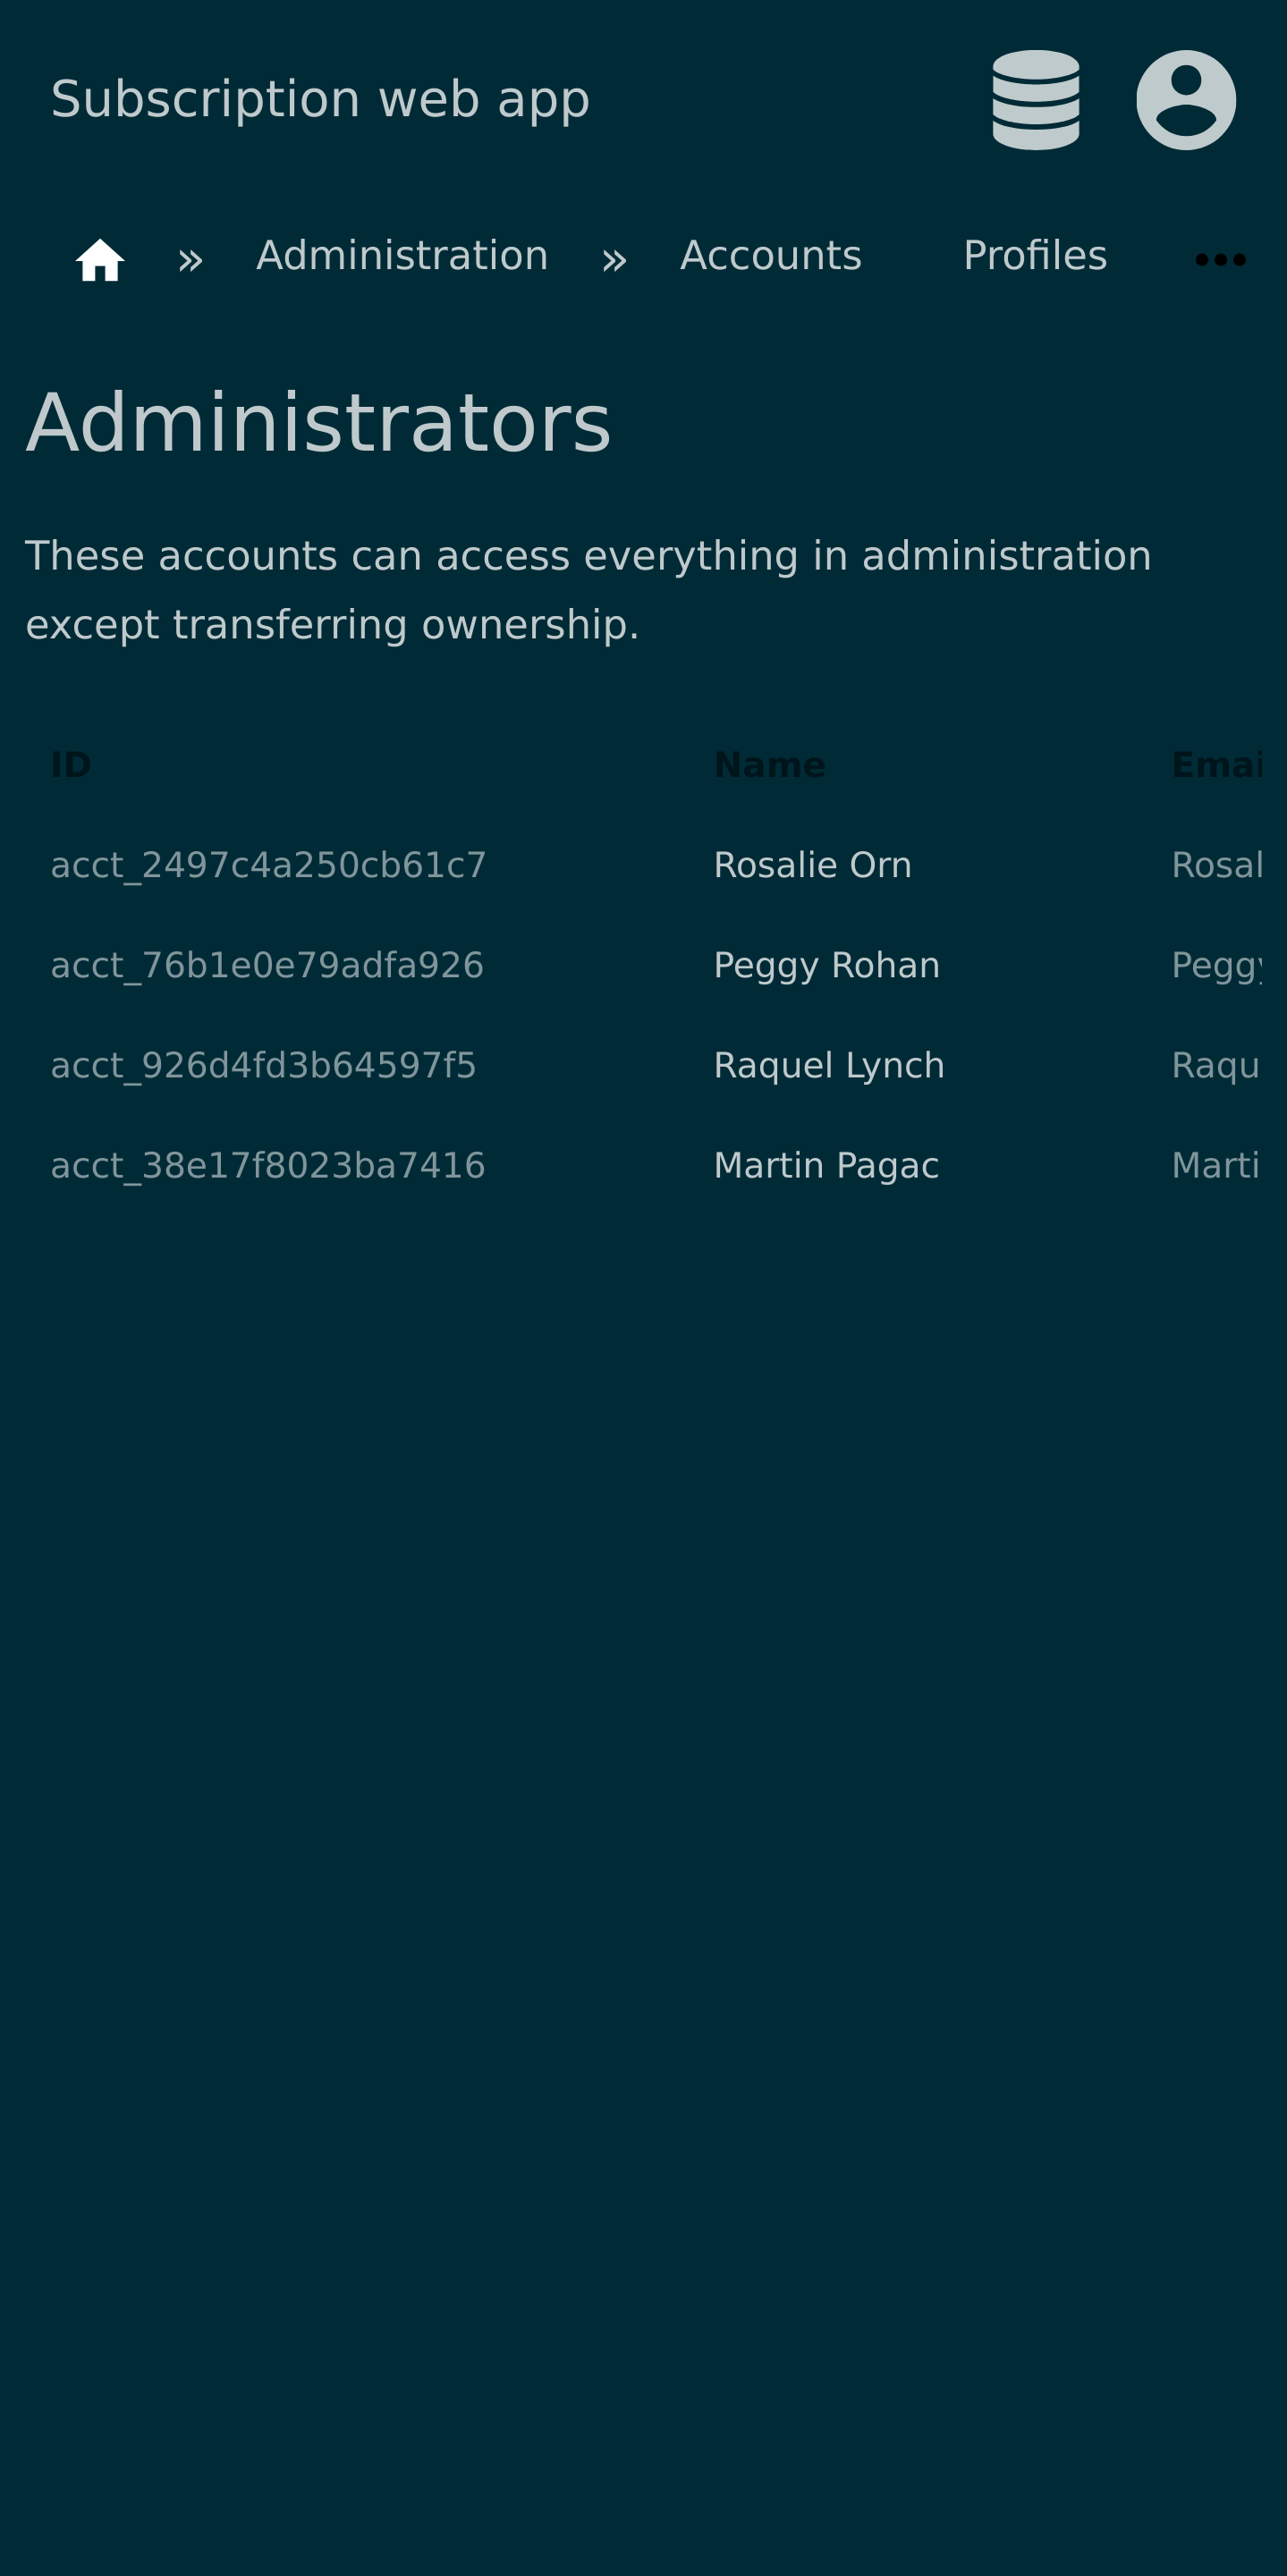 Subscription web app
» Administration » Accounts Profiles •••
Administrators
These accounts can access everything in administration
except transferring ownership.
ID Name Emai
acct_2497c4a250cb61c7 Rosalie Orn Rosal
acct_76b1e0e79adfa926 Peggy Rohan Peggy
acct_926d4fd3b64597f5 Raquel Lynch Raqu
acct_38e17f8023ba7416 Martin Pagac Marti